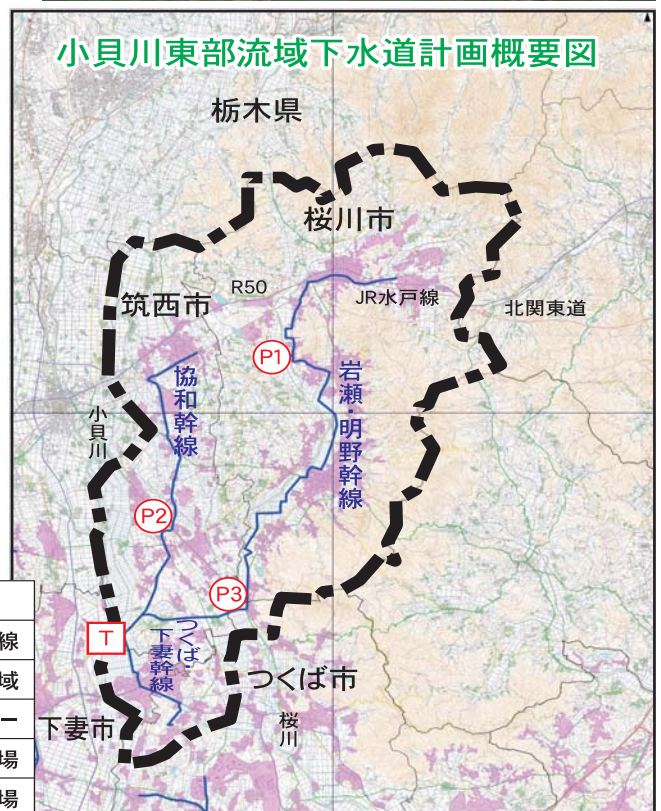 小貝川東部流域下水道計画概要図
栃木県
桜川市
R50
JR水戸線
筑西市
北関東道
P1
協和幹線
岩瀬・明野幹線
小貝川
P2
P3
T
つくば・
下妻幹線
つくば市
下妻市
桜川
線
域
ー
場
場